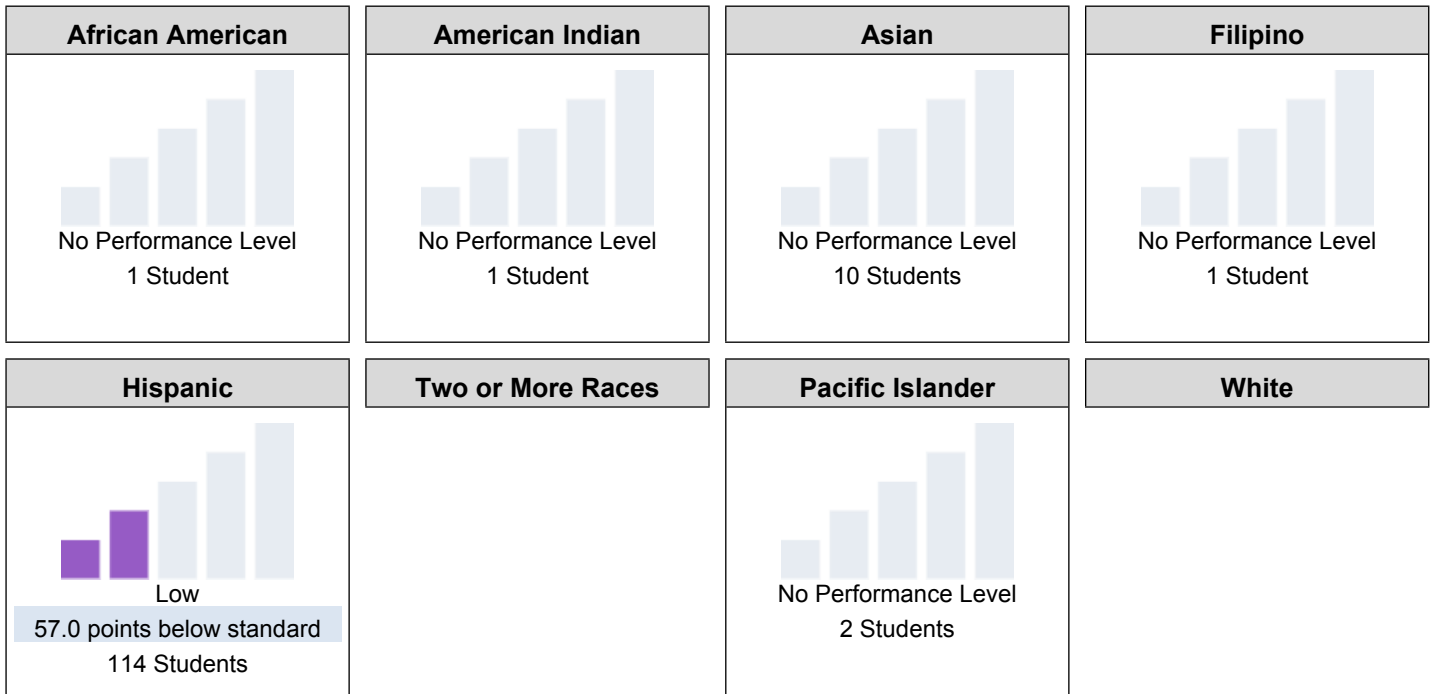 African American
No Performance Level
1 Student
American Indian
No Performance Level
1 Student
Asian
No Performance Level
10 Students
Filipino
No Performance Level
1 Student
Hispanic
Low
57.0 points below standard
114 Students
Two or More Races
Pacific Islander
No Performance Level
2 Students
White